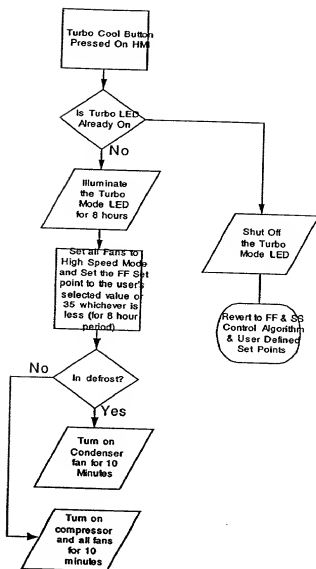 Turbo Cool Button
Pressed On HMI
Is Turbo LED
Already On
No
Illuminate
the Turbo
Mode LED
for 8 hours
Shut Off
the Turbo
Mode LED
Set all Fans to
High Speed Mode
and Set the FF Set
point to the user's
selected value or
35 whichever is
less (for 8 hour
period)
Revert to FF & SS
Control Algorithm
& User Defined
Set Points
No
In defrost?
Yes
Turn on
Condenser
fan for 10
Minutes
Turn on
compressor
and all fans
for 10
minutes